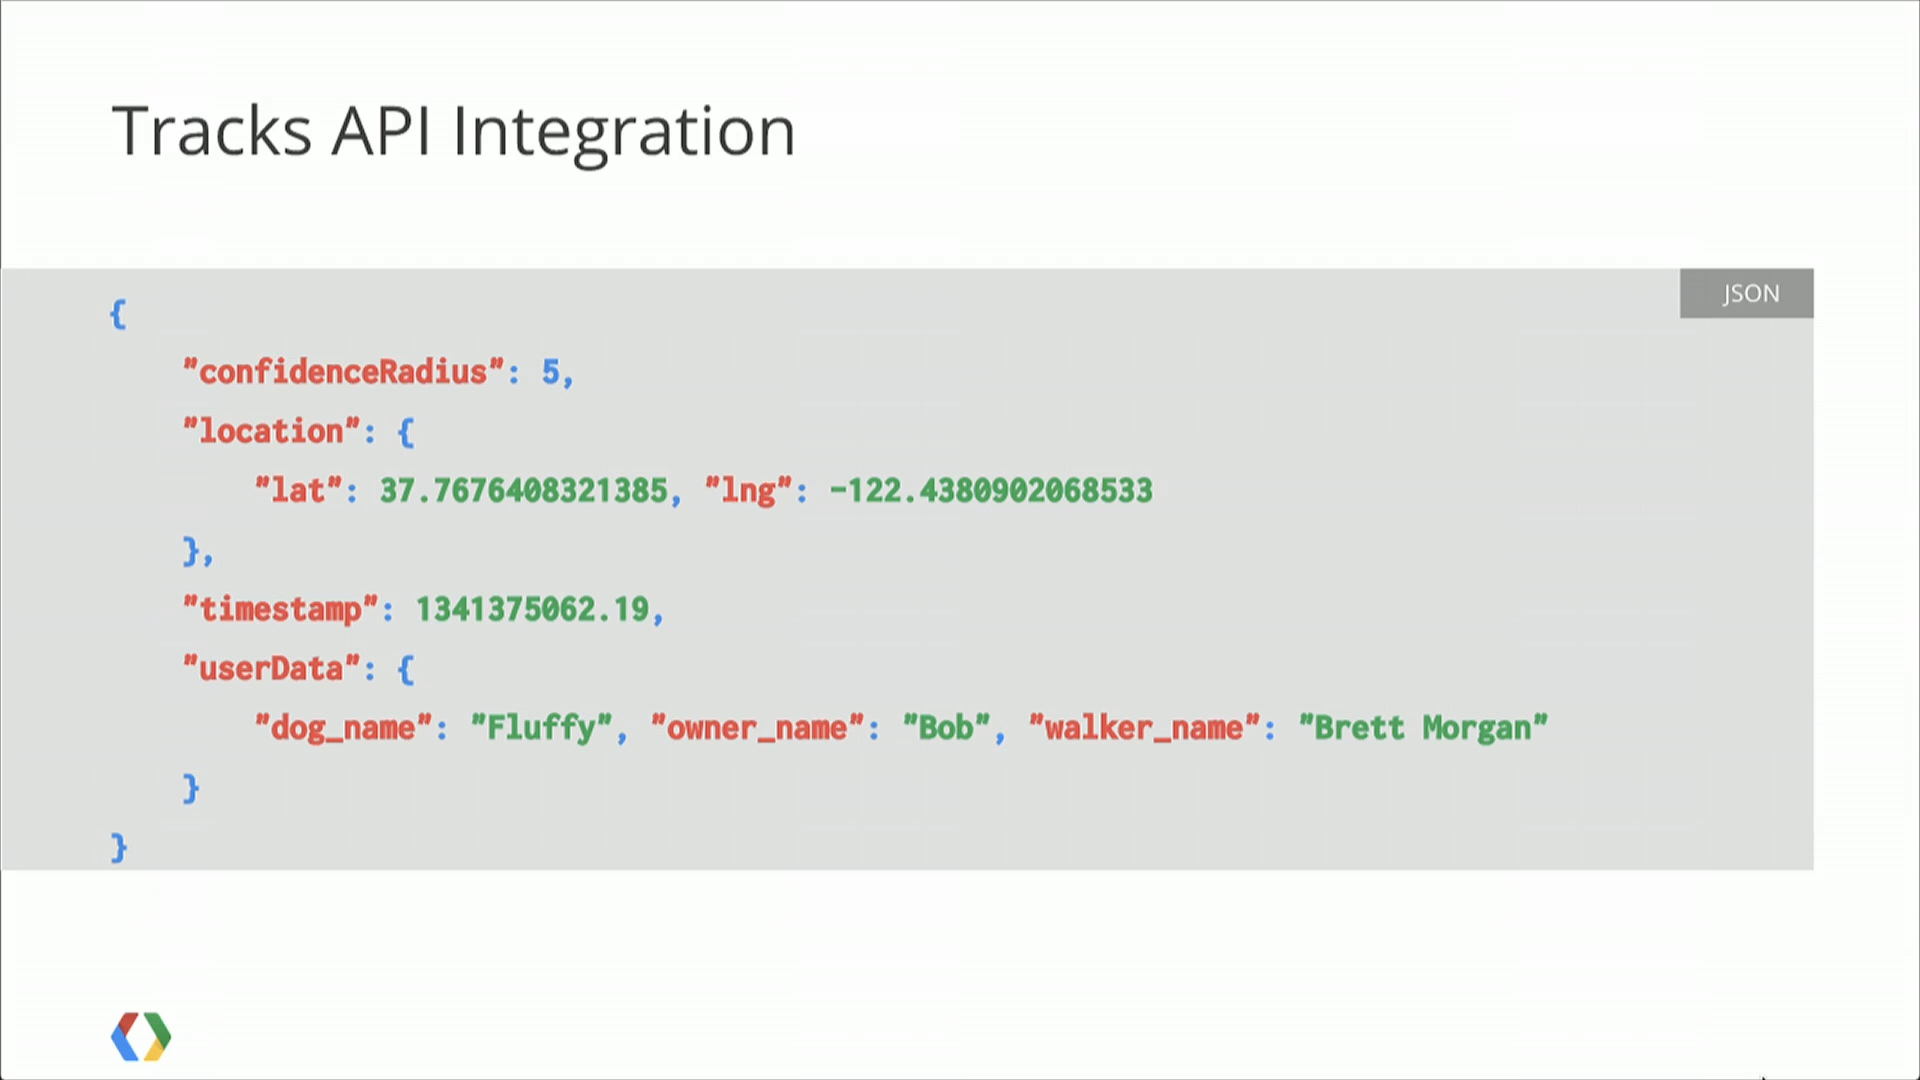 Tracks API Integration
JSON
{
"confidenceRadius": 5,
"location": {
"lat": 37.7676408321385, "lng": -122.4380902068533
},
"timestamp": 1341375062.19,
"userData": {
"dog_name": "Fluffy", "owner_name": "Bob", "walker_name": "Brett Morgan"
}
}